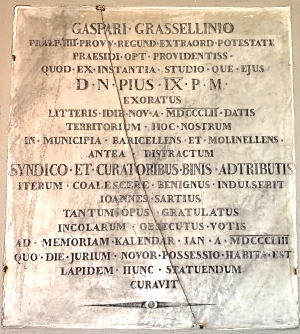 GASPARI · GRASSELLINIO
PRAEF · IIII · PROVV · REGUND · EXTRAORD · POTESTATE
PRAESIDI · OPT · PROVIDENTISS ·
QUOD · EX · INSTANTIA · STUDIO · QUE · EJUS
D · N · PIUS · IX · P · M ·
EXORATUS
LITTERIS · IDIB · NOV · A · MDCCCLII · DATIS
TERRITORIUM · HOC · NOSTRUM
IN · MUNICIPIA · BARICELLENS · ET · MOLINELLENS ·
ANTEA · DISTRACTUM
SYNDICO · ET · CURATORIBUS · BINIS · ADTRIBUTIS
ITERUM · COALESCERE · BENIGNUS · INDULSERIT
IOANNES · SARTIUS
TANTUM · OPUS · GRATULATUS
INCOLARUM · OBSECUTUS · VOTIS
AD · MEMORIAM · KALENDAR · IAN · A · MDCCCLIII
QUO · DIE · JURIUM · NOVOR · POSSESSIO · HABITA · EST
LAPIDEM · HUNC · STATUENDUM
CURAVIT